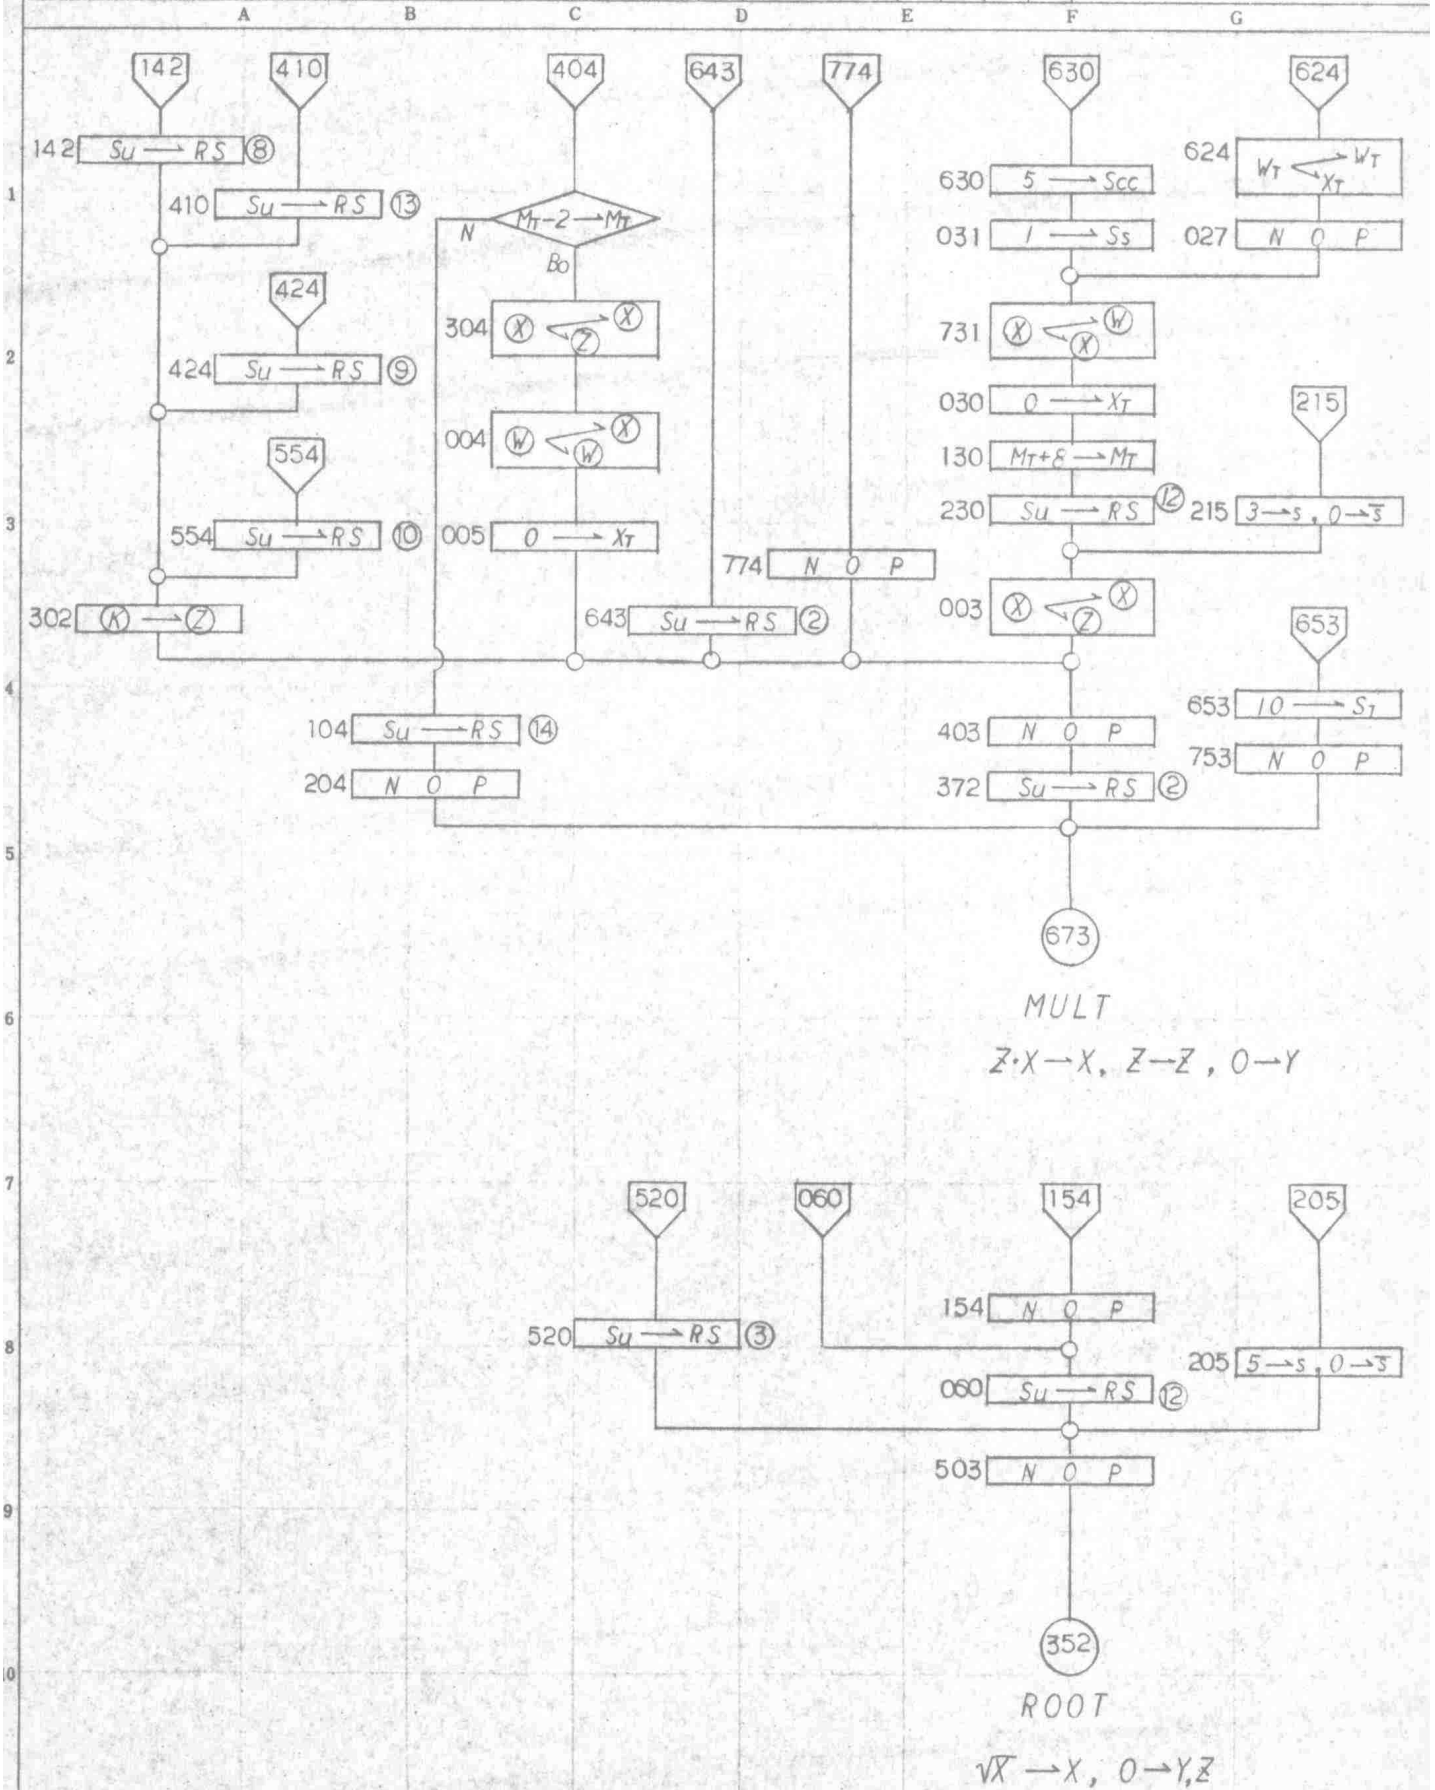 A B C D E F G
142 410 404 643 774 630 624
142 Su → RS ⑧
624 WT → WT XT
630 5 → Scc
1
410 Su → RS ⑬
MT-2 → MT
N
Bo
031 1 → Ss
027 N O P
424
304 Ⓧ → Ⓧ Ⓩ
731 Ⓧ → Ⓦ Ⓧ
2
424 Su → RS ⑨
030 0 → XT
215
004 Ⓦ → Ⓧ Ⓦ
554
130 MT+8 → MT
3
554 Su → RS ⑩
005 0 → XT
230 Su → RS ⑫
215 3→s, 0→s̅
774 N O P
003 Ⓧ → Ⓧ Ⓩ
302 Ⓚ → Ⓩ
643 Su → RS ②
653
4
653 10 → ST
104 Su → RS ⑭
403 N O P
753 N O P
204 N O P
372 Su → RS ②
5
673
6
MULT
Z·X→X, Z→Z, 0→Y
7
520 060 154 205
154 N O P
8
520 Su → RS ③
205 5→s, 0→s̅
060 Su → RS ⑫
503 N O P
9
352
0
ROOT
√X → X, 0→Y,Z